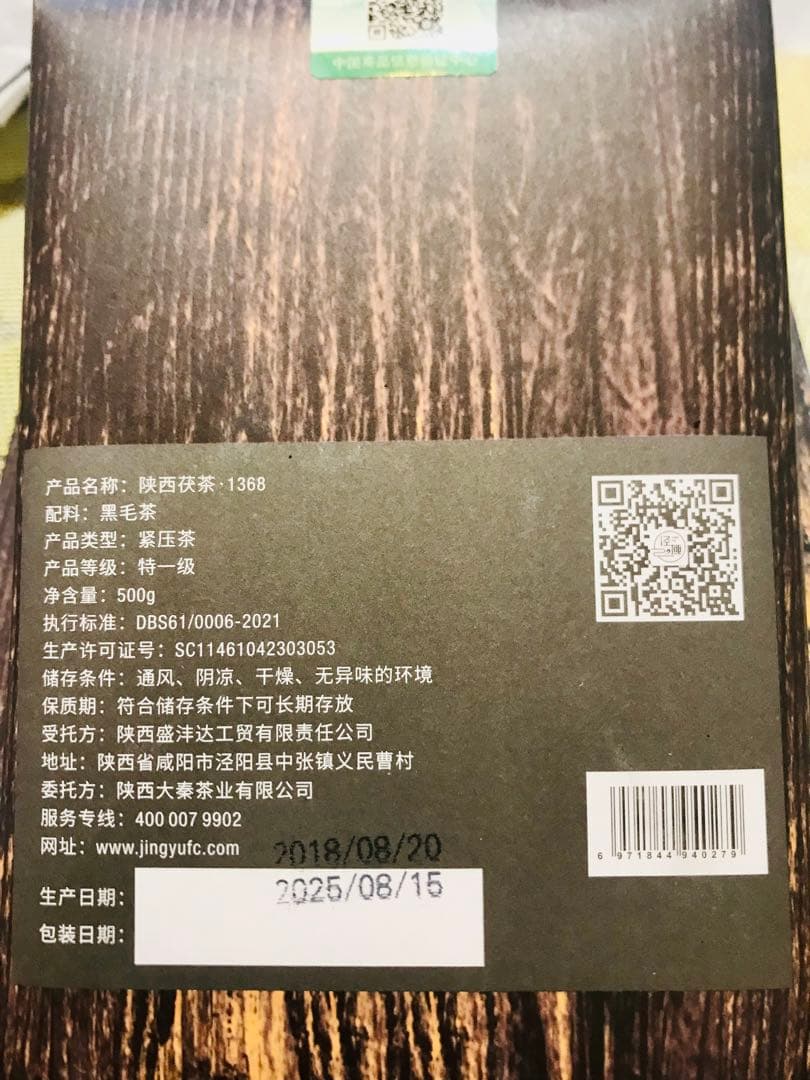 产品名称：陕西茯茶·1368
配料：黑毛茶
产品类型：紧压茶
产品等级：特一级
净含量：500g
执行标准：DBS61/0006-2021
生产许可证号：SC11461042303053
储存条件：通风、阴凉、干燥、无异味的环境
保质期：符合储存条件下可长期存放
受托方：陕西盛沣达工贸有限责任公司
地址：陕西省咸阳市泾阳县中张镇义民曹村
委托方：陕西大秦茶业有限公司
服务专线：400 007 9902
网址：www.jingyufc.com
2018/08/20
生产日期：
2025/08/15
包装日期：
6 971844 940279